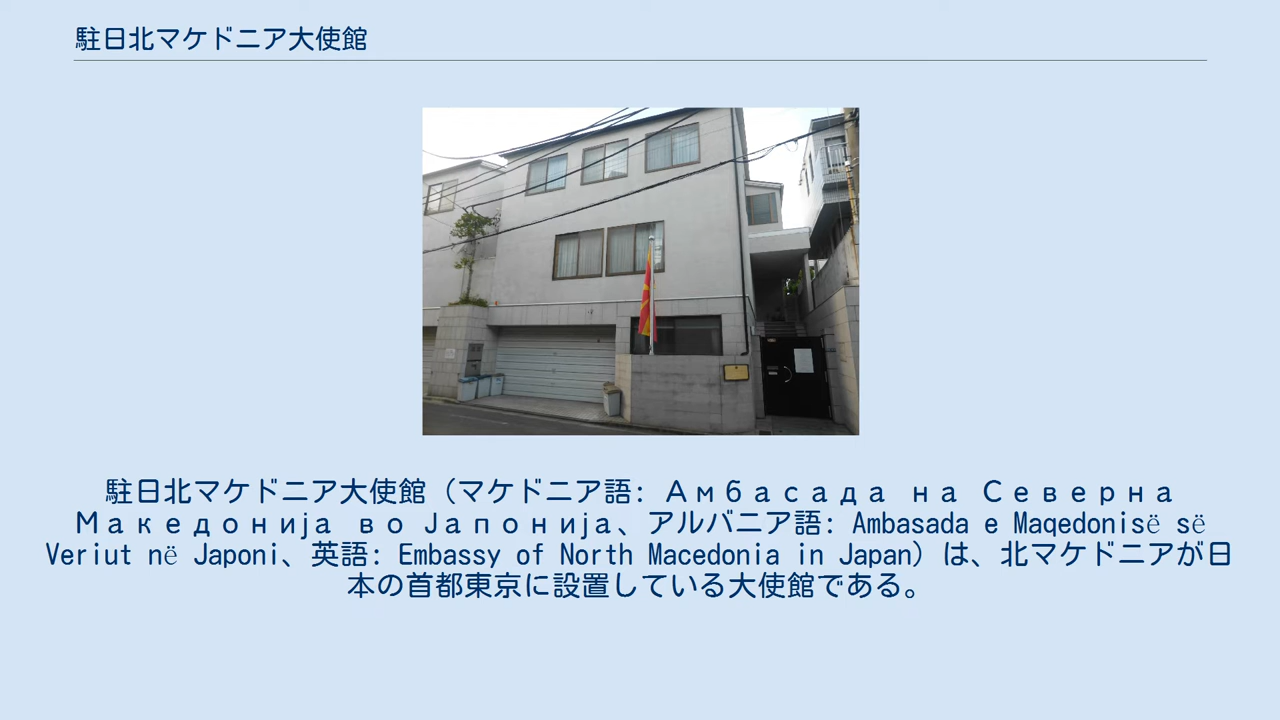 駐日北マケドニア大使館
駐日北マケドニア大使館（マケドニア語: Амбасада на Северна
Македонија во Јапонија、アルバニア語: Ambasada e Maqedonisë së
Veriut në Japoni、英語: Embassy of North Macedonia in Japan）は、北マケドニアが日
本の首都東京に設置している大使館である。